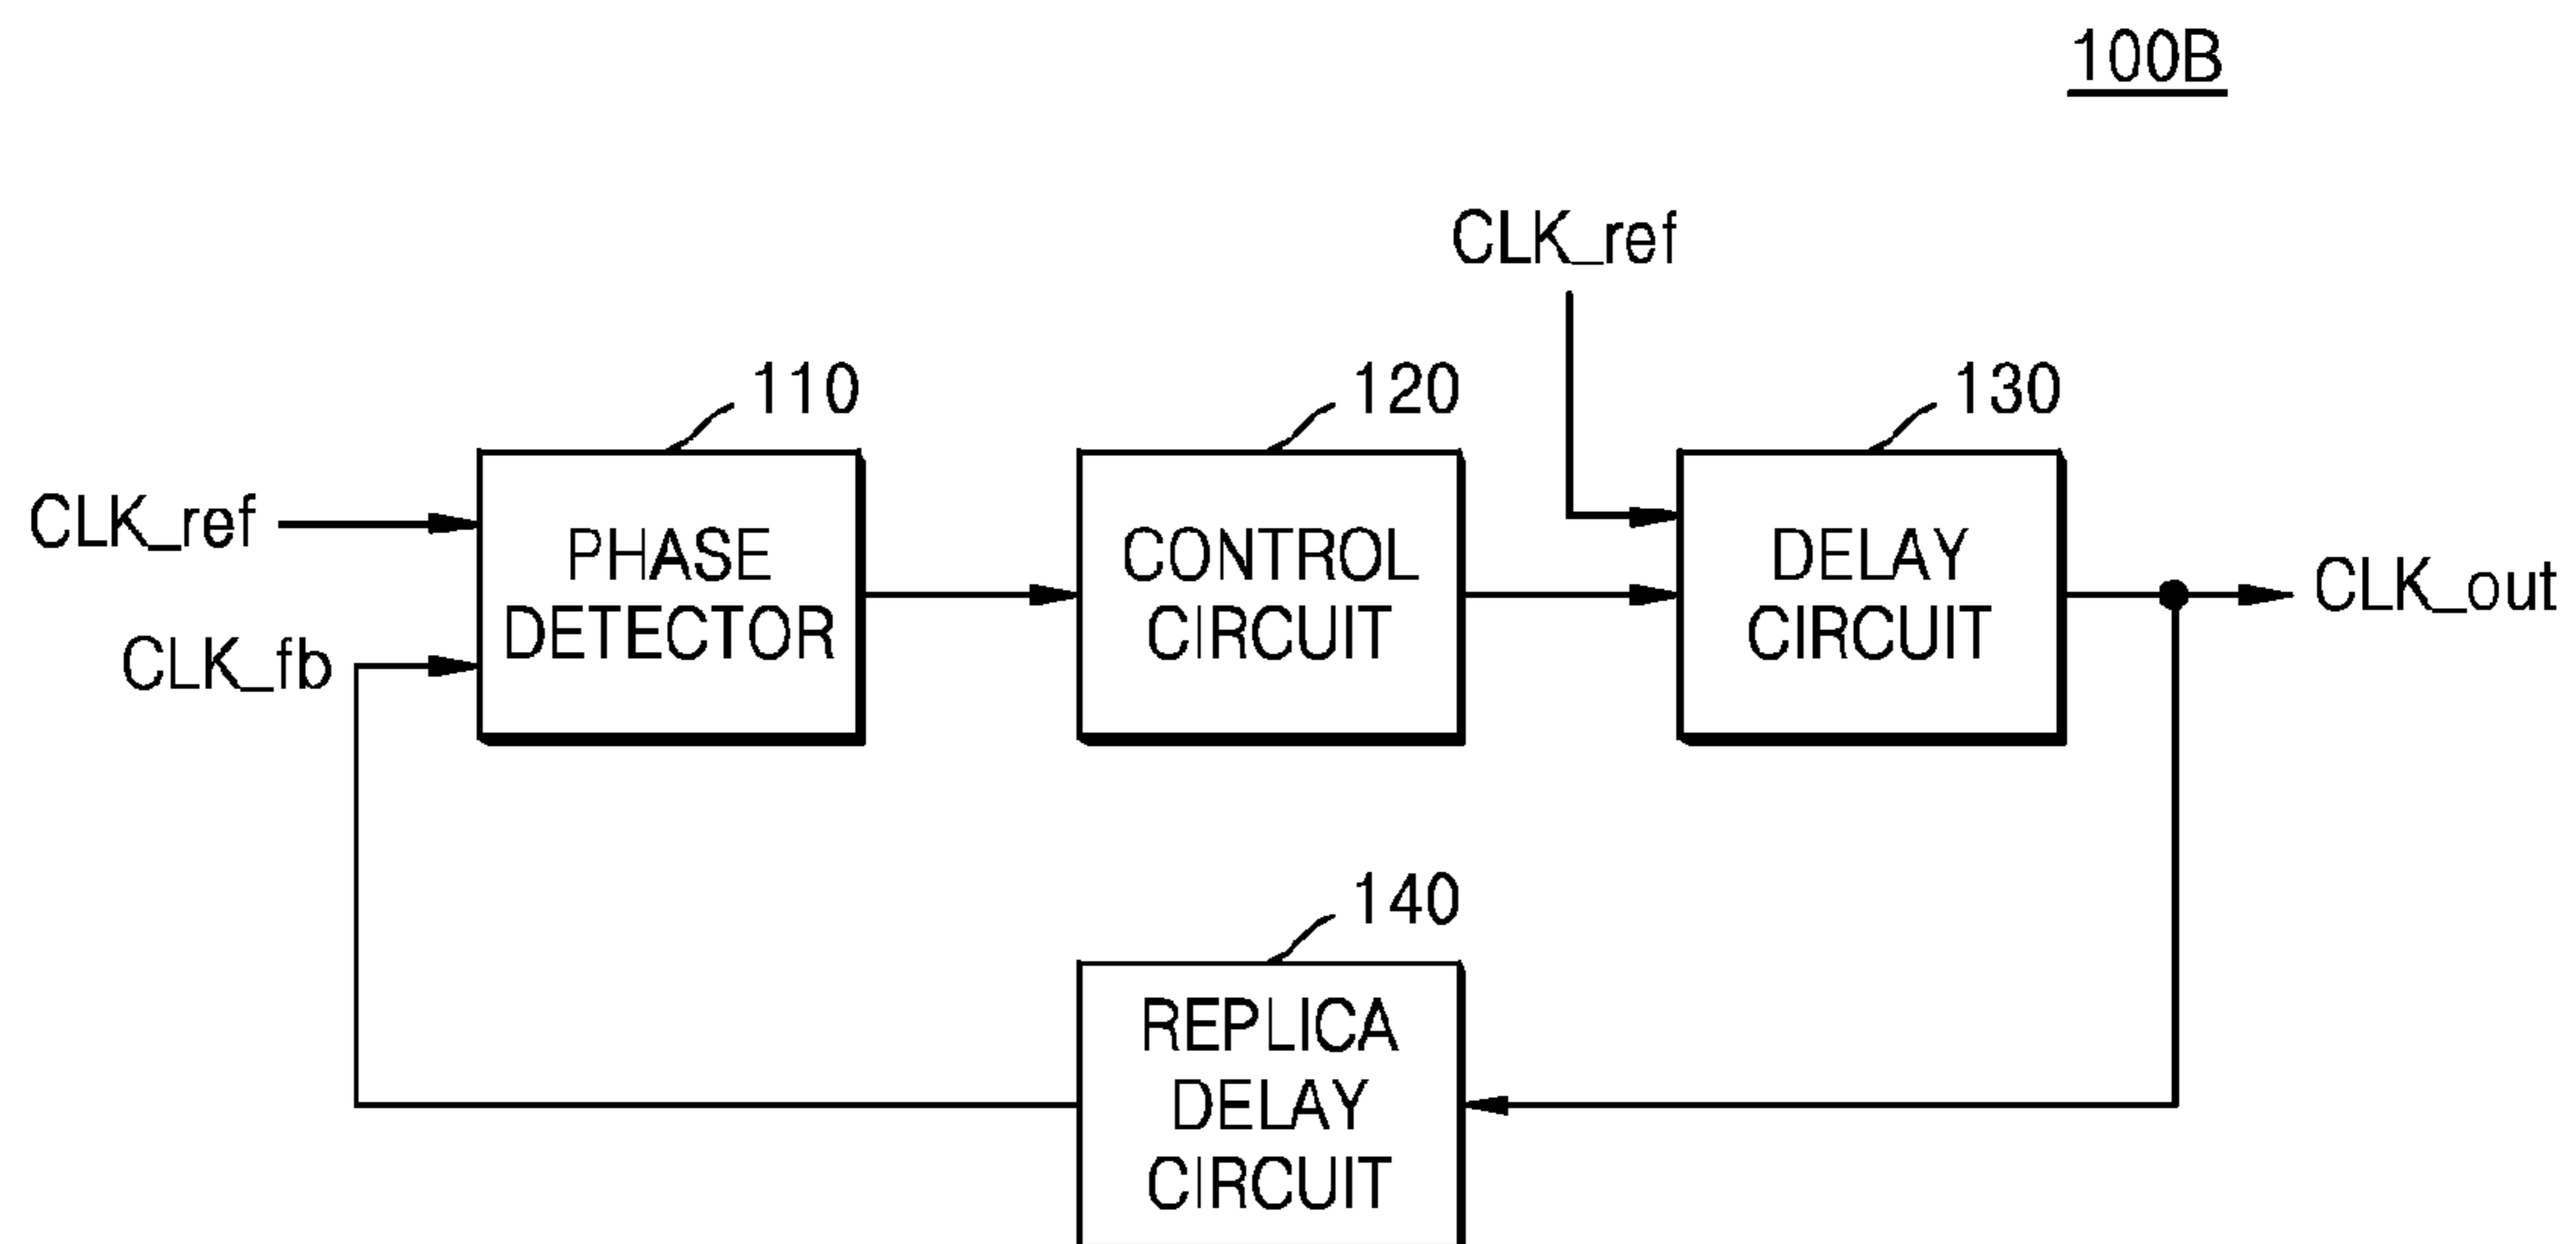 100B
CLK_ref
110
120
130
CLK_ref
CLK_fb
PHASE
DETECTOR
CONTROL
CIRCUIT
DELAY
CIRCUIT
CLK_out
140
REPLICA
DELAY
CIRCUIT